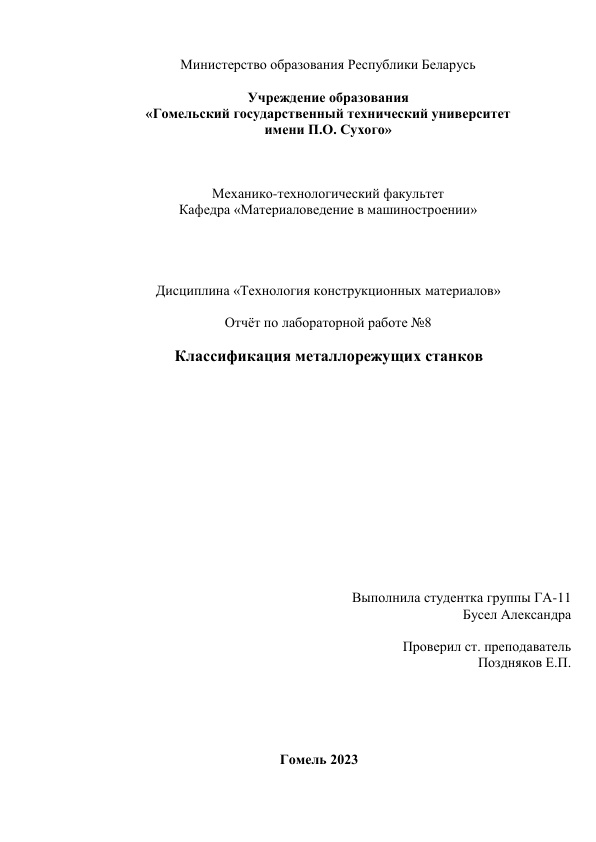 Министерство образования Республики Беларусь
Учреждение образования
«Гомельский государственный технический университет
имени П.О. Сухого»
Механико-технологический факультет
Кафедра «Материаловедение в машиностроении»
Дисциплина «Технология конструкционных материалов»
Отчёт по лабораторной работе №8
Классификация металлорежущих станков
Выполнила студентка группы ГА-11
Бусел Александра
Проверил ст. преподаватель
Поздняков Е.П.
Гомель 2023